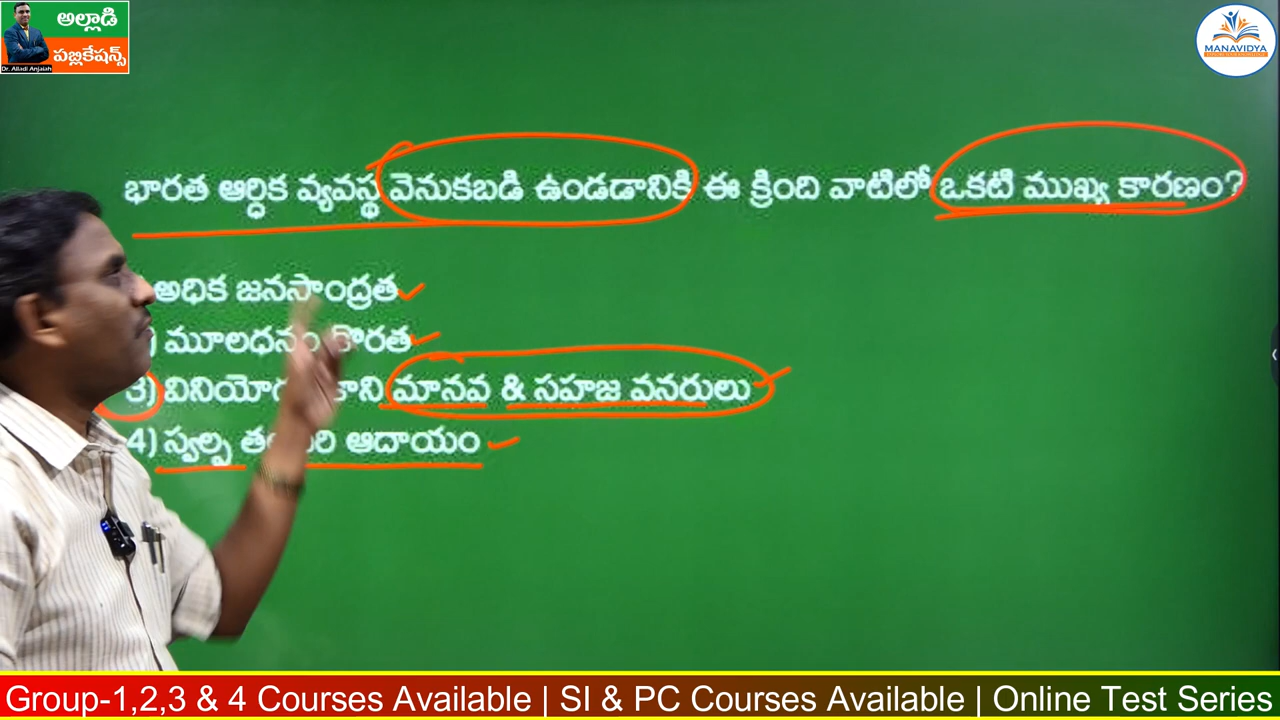 అల్లాడి
పబ్లికేషన్స్
Dr. Alladi Anjaiah
MANAVIDYA
భారత ఆర్ధిక వ్యవస్థ వెనుకబడి ఉండడానికి ఈ క్రింది వాటిలో ఒకటి ముఖ్య కారణం?
అధిక జనసాంద్రత
మూలధనం కొరత
3) కాని మానవ & సహజ వనరులు
4) స్వల్ప ఆదాయం
Group-1,2,3 & 4 Courses Available | SI & PC Courses Available | Online Test Series